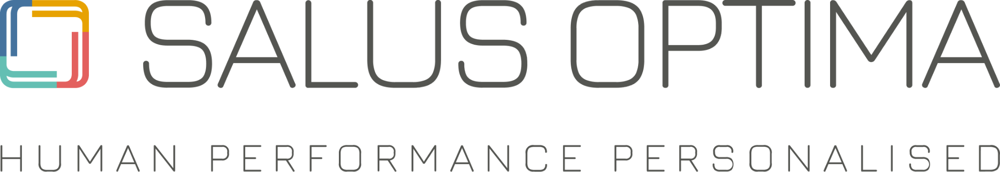 SALUS OPTIMA
HUMAN PERFORMANCE PERSONALISED